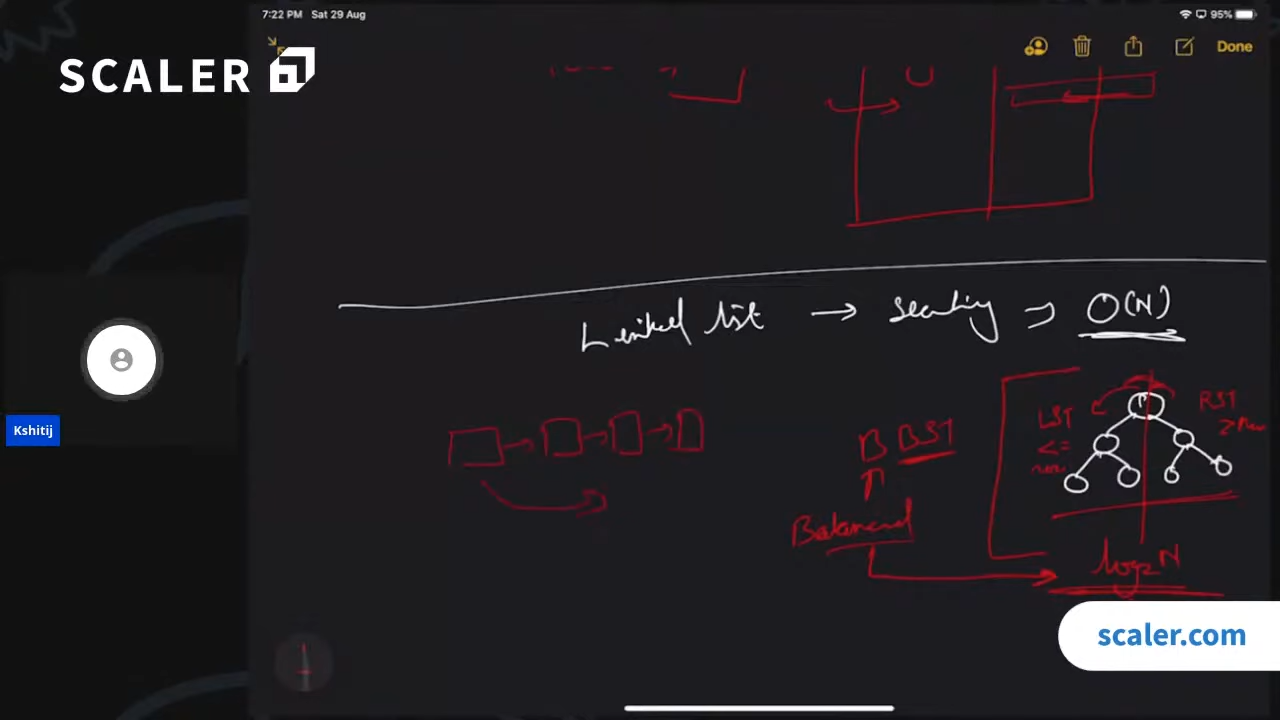 7:22 PM Sat 29 Aug
95%
Done
SCALER
Linked list → Searching ⇒ O(N)
LST
<=
RST
B BST
Balanced
log₂N
Kshitij
scaler.com